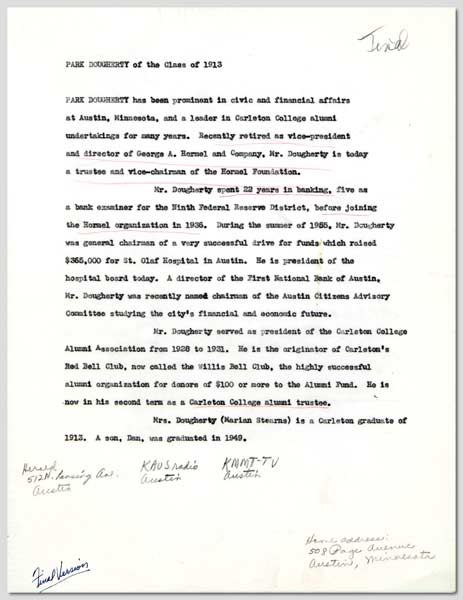 Final
PARK DOUGHERTY of the Class of 1913
PARK DOUGHERTY has been prominent in civic and financial affairs
at Austin, Minnesota, and a leader in Carleton College alumni
undertakings for many years. Recently retired as vice-president
and director of George A. Hormel and Company, Mr. Dougherty is today
a trustee and vice-chairman of the Hormel Foundation.
Mr. Dougherty spent 22 years in banking, five as
a bank examiner for the Ninth Federal Reserve District, before joining
the Hormel organization in 1936. During the summer of 1955, Mr. Dougherty
was general chairman of a very successful drive for funds which raised
$365,000 for St. Olaf Hospital in Austin. He is president of the
hospital board today. A director of the First National Bank of Austin,
Mr. Dougherty was recently named chairman of the Austin Citizens Advisory
Committee studying the city's financial and economic future.
Mr. Dougherty served as president of the Carleton College
Alumni Association from 1928 to 1931. He is the originator of Carleton's
Red Bell Club, now called the Willis Bell Club, the highly successful
alumni organization for donors of $100 or more to the Alumni Fund. He is
now in his second term as a Carleton College alumni trustee.
Mrs. Dougherty (Marian Stearns) is a Carleton graduate of
1913. A son, Dan, was graduated in 1949.
Herald
512 N. Lansing Ave.
Austin
KAUS radio
Austin
KMMT-TV
Austin
Home address:
508 Page Avenue
Austin, Minnesota
Final Version